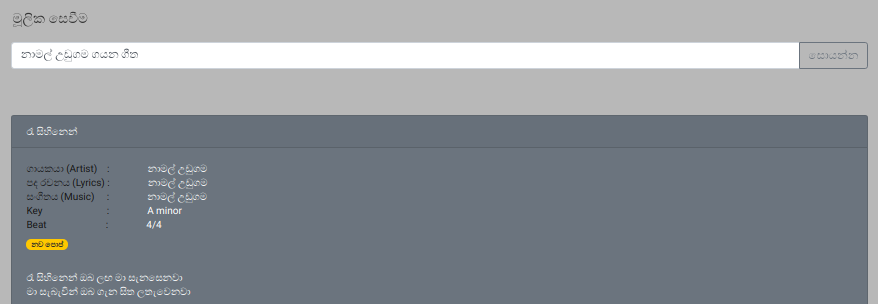 මූලික සෙවීම
නාමල් උඩුගම ගයන ගීත
සොයන්න
රෑ සිහිනෙන්
ගායකයා (Artist) : නාමල් උඩුගම
පද රචනය (Lyrics) : නාමල් උඩුගම
සංගීතය (Music) : නාමල් උඩුගම
Key : A minor
Beat : 4/4
නව පොප්
රෑ සිහිනෙන් ඔබ ලඟ මා සැනසෙනවා
මා සැබැවින් ඔබ ගැන සිත ලතැවෙනවා